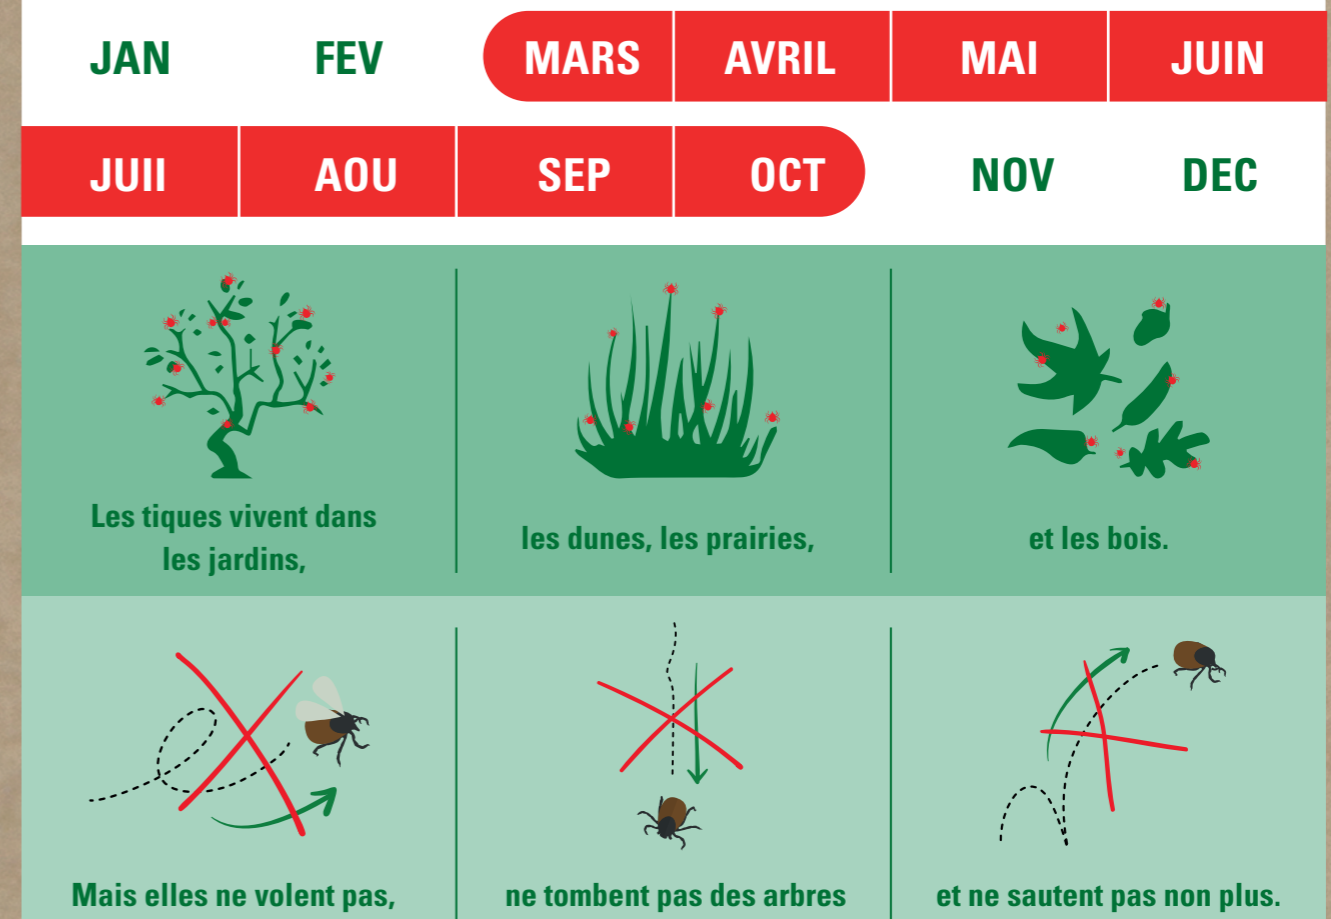 JAN FEV MARS AVRIL MAI JUIN
JUII AOU SEP OCT NOV DEC
Les tiques vivent dans
les jardins,
les dunes, les prairies,
et les bois.
Mais elles ne volent pas,
ne tombent pas des arbres
et ne sautent pas non plus.